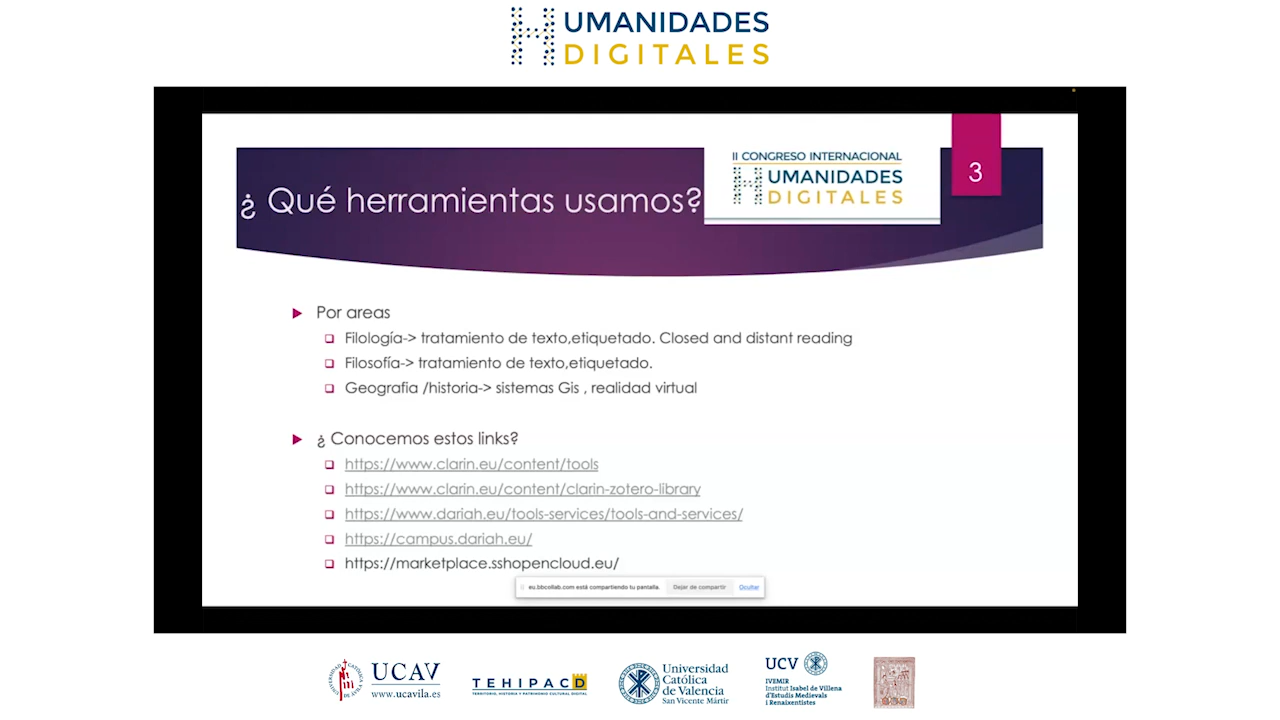 HUMANIDADES
DIGITALES
II CONGRESO INTERNACIONAL
HUMANIDADES
DIGITALES
3
¿ Qué herramientas usamos?
Por areas
Filología-> tratamiento de texto,etiquetado. Closed and distant reading
Filosofía-> tratamiento de texto,etiquetado.
Geografia /historia-> sistemas Gis , realidad virtual
¿ Conocemos estos links?
https://www.clarin.eu/content/tools
https://www.clarin.eu/content/clarin-zotero-library
https://www.dariah.eu/tools-services/tools-and-services/
https://campus.dariah.eu/
https://marketplace.sshopencloud.eu/
eu.bbcollab.com está compartiendo tu pantalla. Dejar de compartir Ocultar
UCAV
www.ucavila.es
TEHIPACD
TERRITORIO, HISTORIA Y PATRIMONIO CULTURAL DIGITAL
Universidad
Católica
de Valencia
San Vicente Mártir
UCV
IVEMIR
Institut Isabel de Villena
d'Estudis Medievals
i Renaixentistes